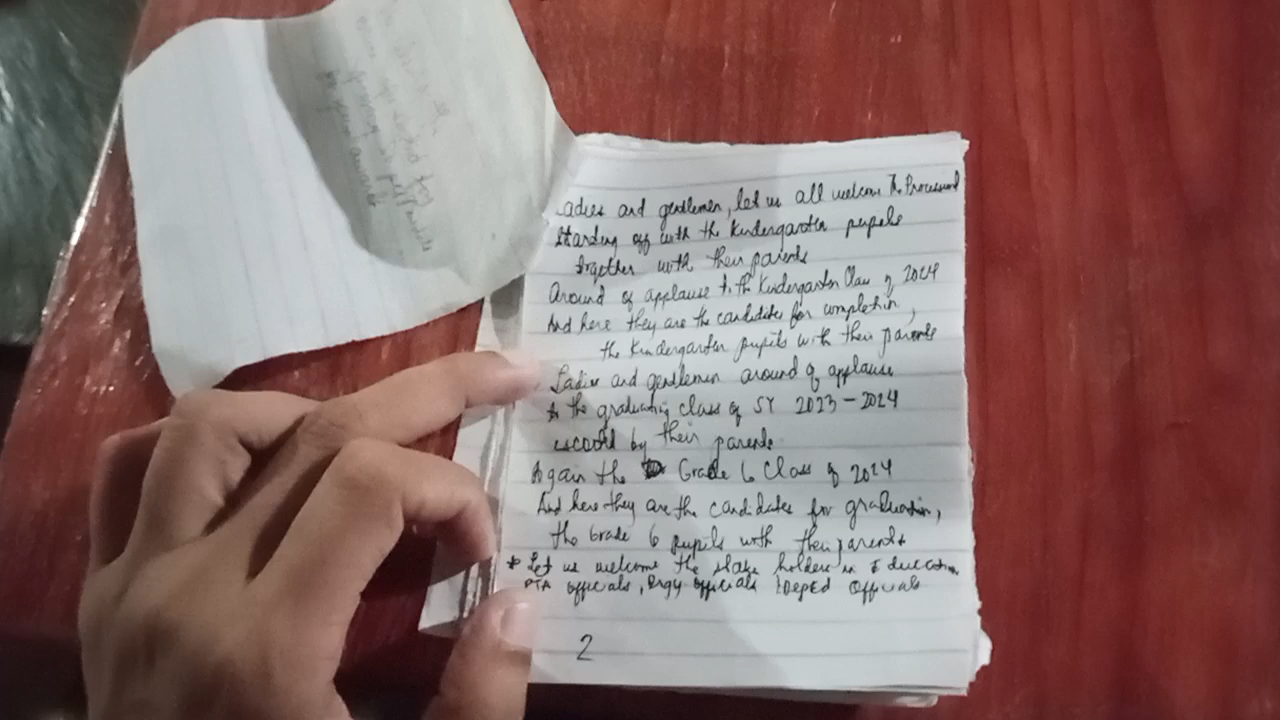 Ladies and gentlemen, let us all welcome The Processional
Starding off with the Kindergarten pupils
together with their parents
Around of applause to the Kindergarten Class of 2024
And here they are the candidates for completion,
the Kindergarten pupils with their parents
Ladies and gentlemen around of applause
to the graduating class of SY 2023-2024
escorted by their parents
Again the Grade 6 Class of 2024
And here they are the candidates for graduation,
the Grade 6 pupils with their parents
* Let us welcome the stake holders in Education
PTA officials, Brgy officials, DepEd Officials
2